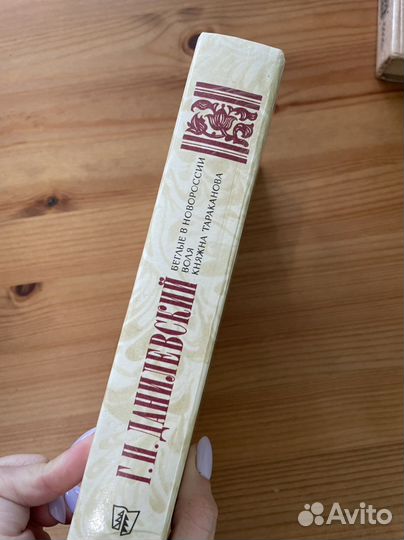 Г.П. ДАНИЛЕВСКИЙ
БЕГЛЫЕ В НОВОРОССИИ
ВОЛЯ
КНЯЖНА ТАРАКАНОВА
Avito